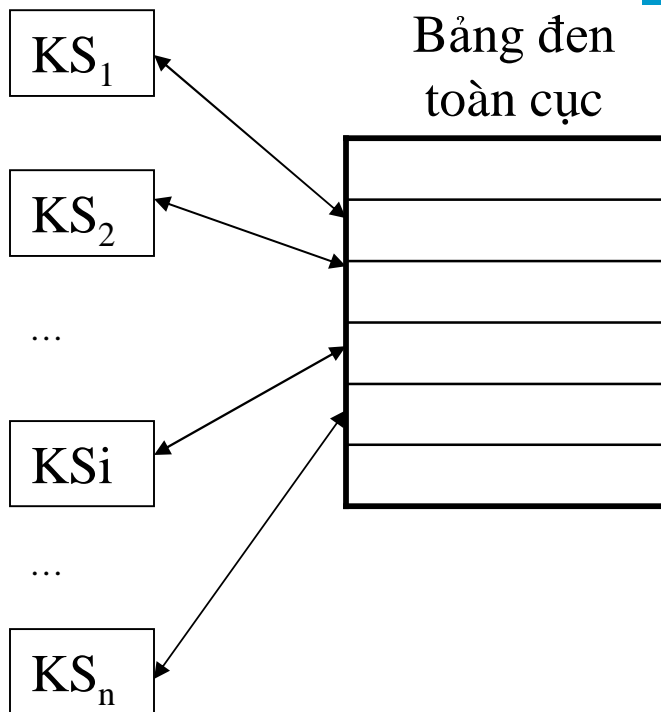 Bảng đen
toàn cục
KS₁
KS₂
...
KSi
...
KSₙ